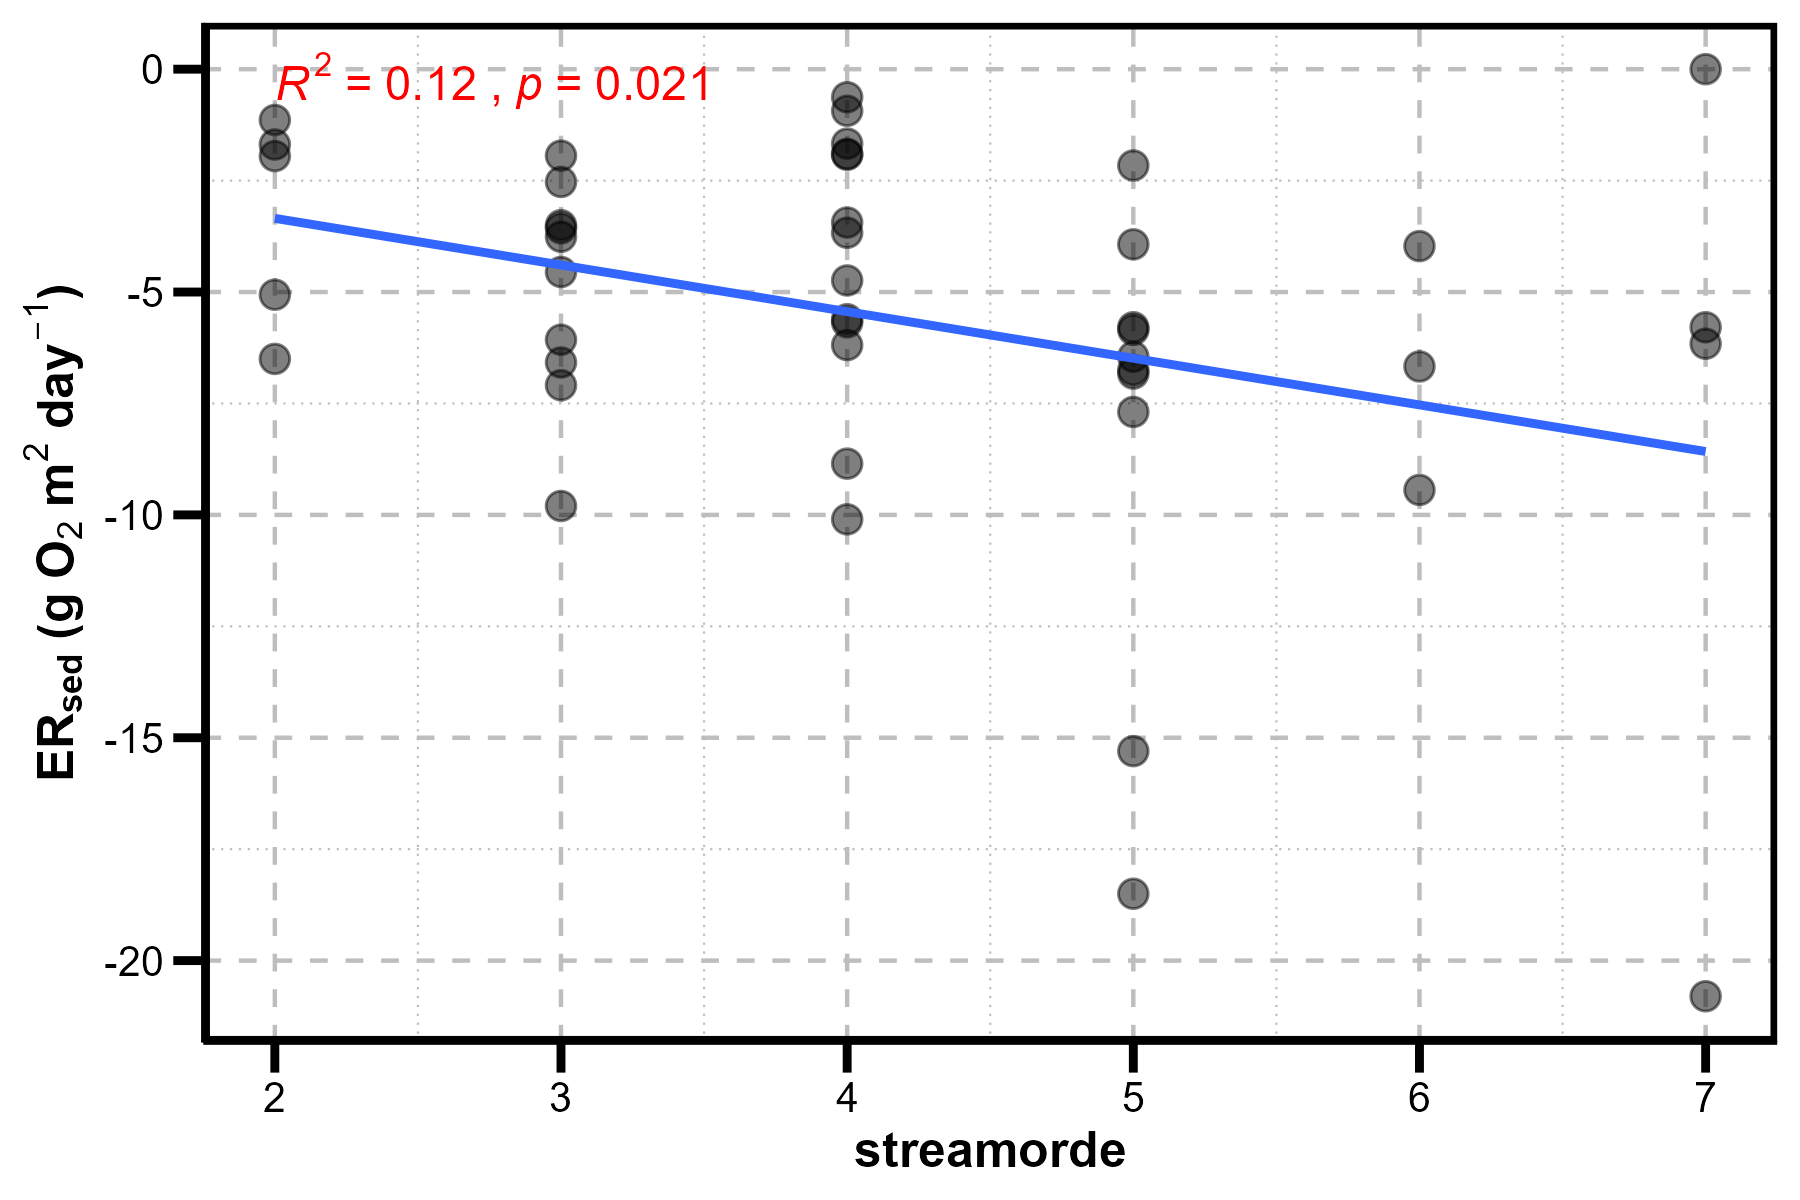 R² = 0.12 , p = 0.021
0
-5
-10
-15
-20
ER_sed (g O₂ m² day⁻¹)
2 3 4 5 6 7
streamorde